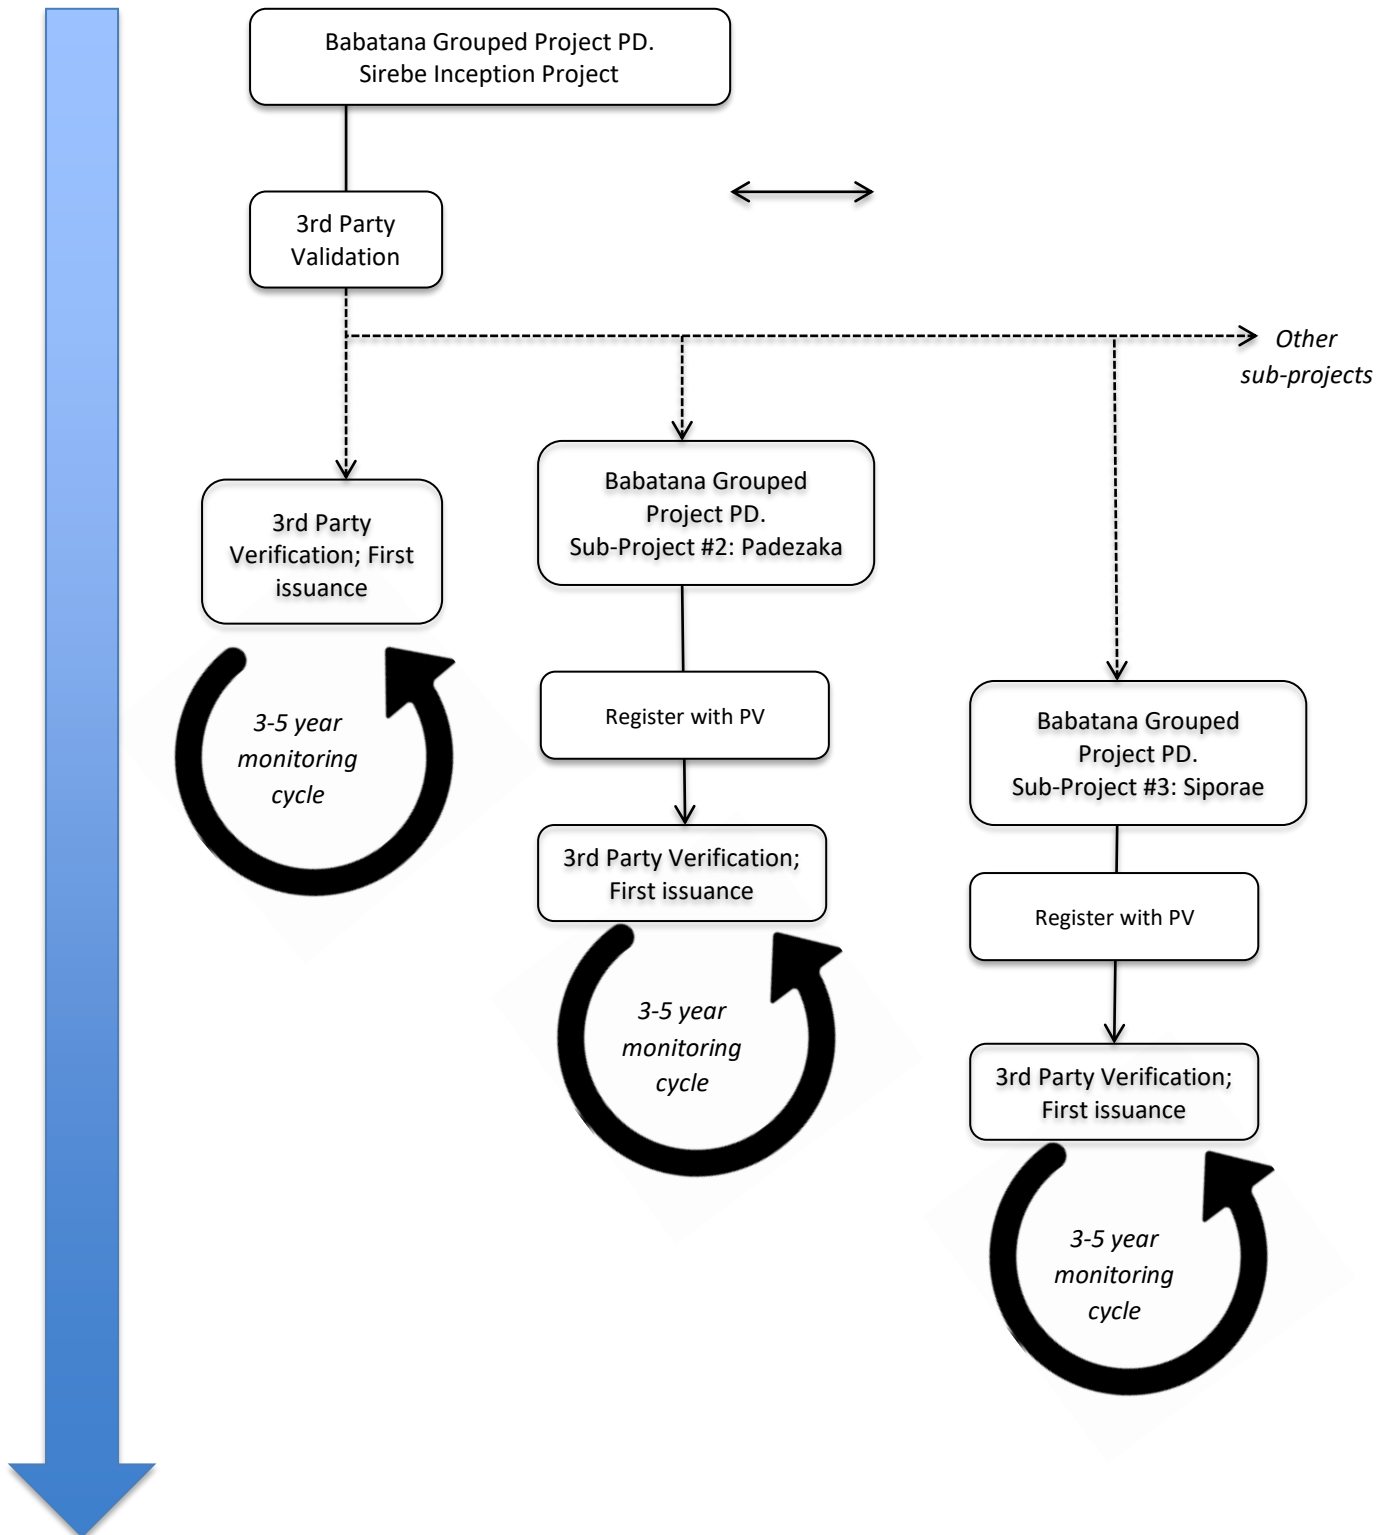 Babatana Grouped Project PD.
Sirebe Inception Project
3rd Party
Validation
Other
sub-projects
3rd Party
Verification; First
issuance
3-5 year
monitoring
cycle
Babatana Grouped
Project PD.
Sub-Project #2: Padezaka
Register with PV
3rd Party Verification;
First issuance
3-5 year
monitoring
cycle
Babatana Grouped
Project PD.
Sub-Project #3: Siporae
Register with PV
3rd Party Verification;
First issuance
3-5 year
monitoring
cycle